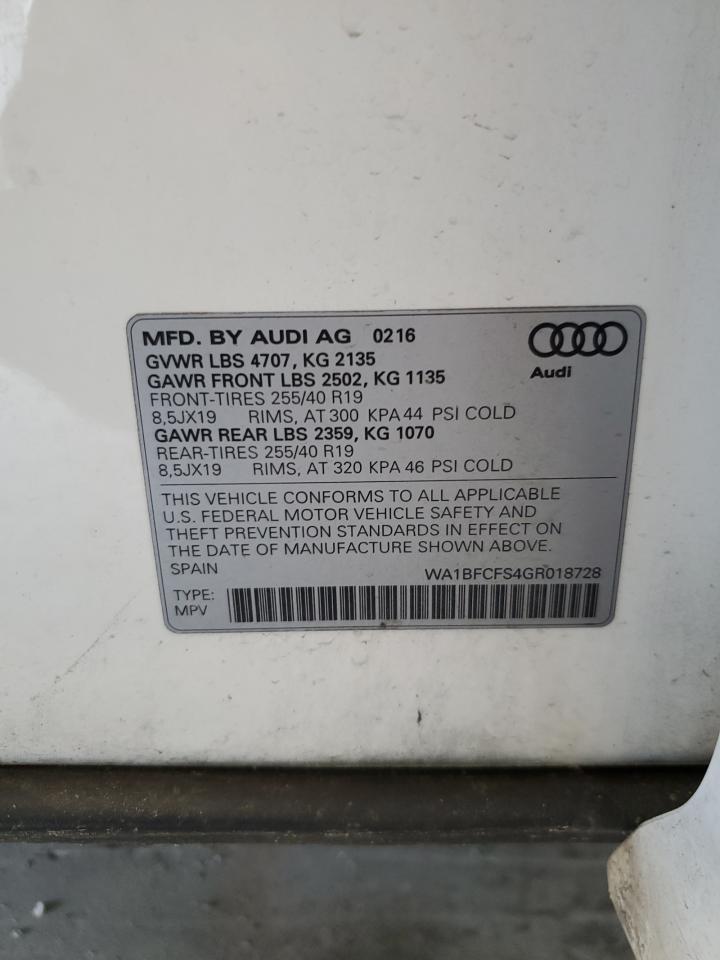 MFD. BY AUDI AG 0216
GVWR LBS 4707, KG 2135
GAWR FRONT LBS 2502, KG 1135
Audi
FRONT-TIRES 255/40 R19
8,5JX19 RIMS, AT 300 KPA 44 PSI COLD
GAWR REAR LBS 2359, KG 1070
REAR-TIRES 255/40 R19
8,5JX19 RIMS, AT 320 KPA 46 PSI COLD
THIS VEHICLE CONFORMS TO ALL APPLICABLE
U.S. FEDERAL MOTOR VEHICLE SAFETY AND
THEFT PREVENTION STANDARDS IN EFFECT ON
THE DATE OF MANUFACTURE SHOWN ABOVE.
SPAIN WA1BFCFS4GR018728
TYPE:
MPV